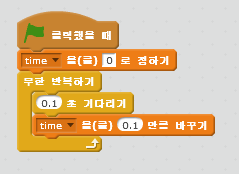 클릭했을 때
time 을(를) 0 로 정하기
무한 반복하기
0.1 초 기다리기
time 을(를) 0.1 만큼 바꾸기